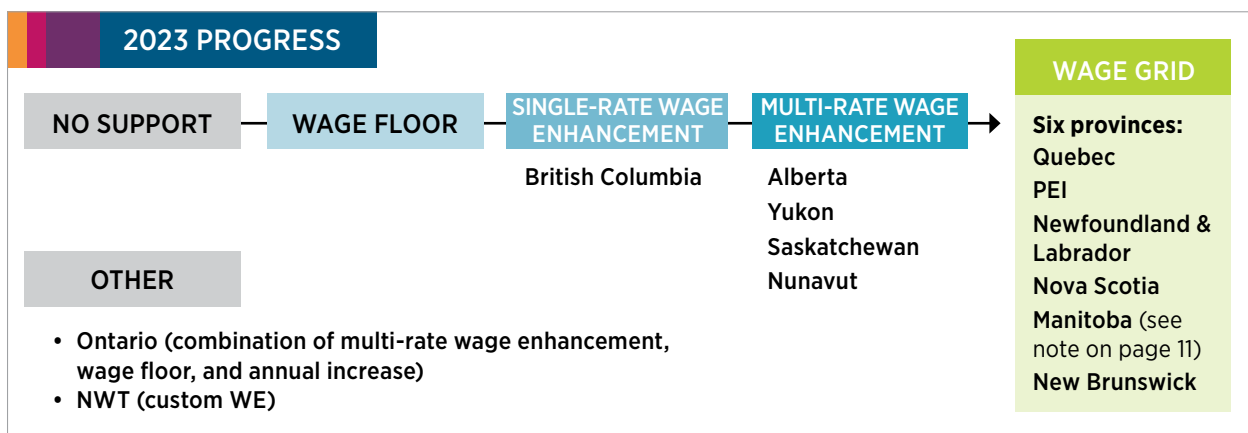 2023 PROGRESS
NO SUPPORT
WAGE FLOOR
SINGLE-RATE WAGE
ENHANCEMENT
British Columbia
MULTI-RATE WAGE
ENHANCEMENT
Alberta
Yukon
Saskatchewan
Nunavut
WAGE GRID
Six provinces:
Quebec
PEI
Newfoundland &
Labrador
Nova Scotia
Manitoba (see
note on page 11)
New Brunswick
OTHER
• Ontario (combination of multi-rate wage enhancement,
wage floor, and annual increase)
• NWT (custom WE)